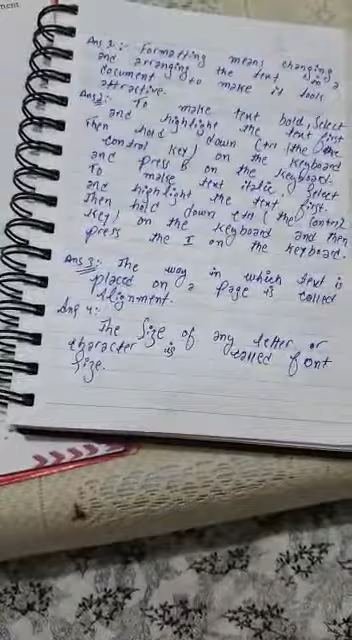 Ans 1:- Formatting means changing
and arranging the text in a
document to make it look
attractive.
Ans 2:- To make text bold, Select
and highlight the text first
Then hold down Ctrl (the
control key) on the keyboard
and press B on the keyboard.
To make text italic, Select
and highlight the text first.
Then hold down ctrl (the control
key) on the keyboard and then
press the I on the keyboard.
Ans 3:- The way in which text is
placed on a page is called
Alignment.
Ans 4:-
The Size of any letter or
character is called font
Size.